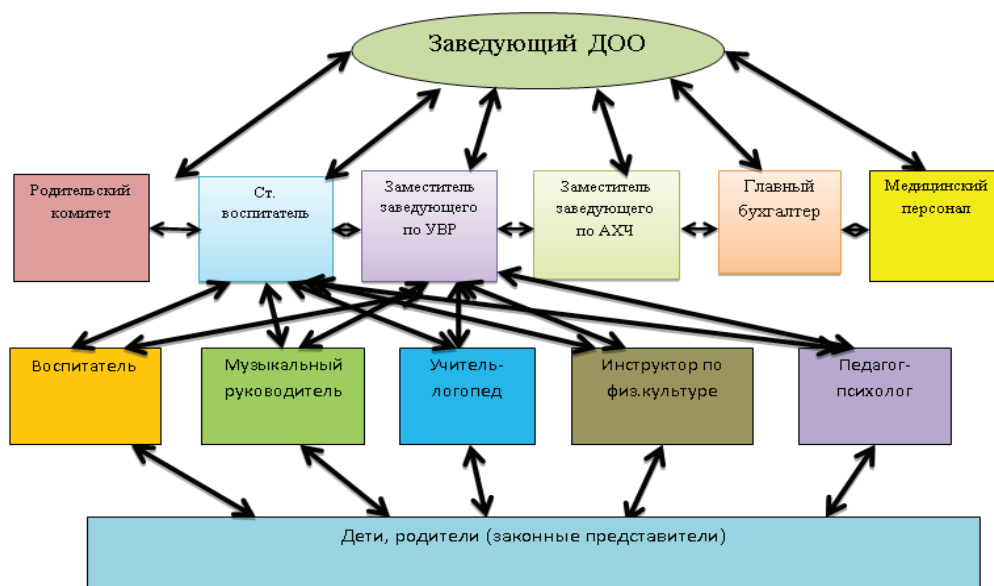 Заведующий ДОО
Родительский
комитет
Ст.
воспитатель
Заместитель
заведующего
по УВР
Заместитель
заведующего
по АХЧ
Главный
бухгалтер
Медицинский
персонал
Воспитатель
Музыкальный
руководитель
Учитель-
логопед
Инструктор по
физ.культуре
Педагог-
психолог
Дети, родители (законные представители)